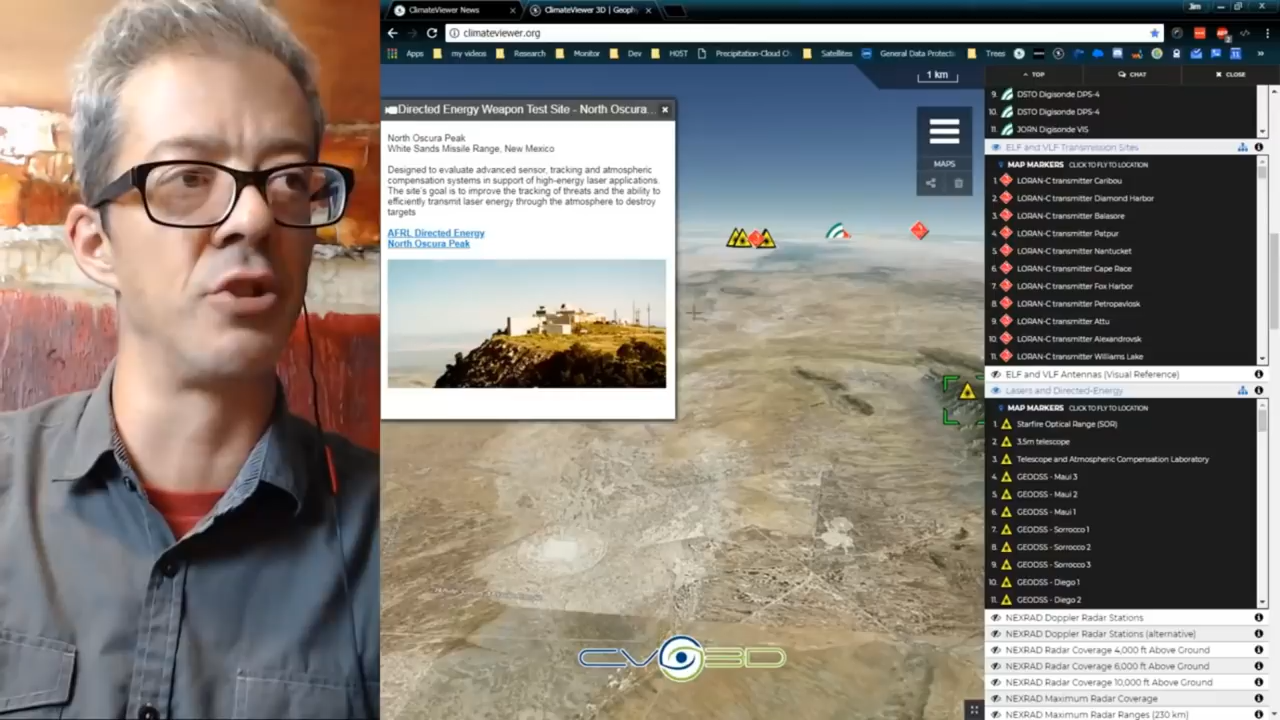 ClimateViewer News
ClimateViewer 3D | Geoph
Jim
climateviewer.org
Apps
my videos
Research
Monitor
Dev
HOST
Precipitation-Cloud C
Satellites
General Data Protecti
Trees
1 km
TOP
CHAT
CLOSE
Directed Energy Weapon Test Site - North Oscura...
North Oscura Peak
White Sands Missile Range, New Mexico
Designed to evaluate advanced sensor, tracking and atmospheric
compensation systems in support of high-energy laser applications.
The site's goal is to improve the tracking of threats and the ability to
efficiently transmit laser energy through the atmosphere to destroy
targets
AFRL Directed Energy
North Oscura Peak
MAPS
9. DSTO Digisonde DPS-4
10. DSTO Digisonde DPS-4
11. JORN Digisonde VIS
ELF and VLF Transmission Sites
MAP MARKERS CLICK TO FLY TO LOCATION
1. LORAN-C transmitter Caribou
2. LORAN-C transmitter Diamond Harbor
3. LORAN-C transmitter Balasore
4. LORAN-C transmitter Patpur
5. LORAN-C transmitter Nantucket
6. LORAN-C transmitter Cape Race
7. LORAN-C transmitter Fox Harbor
8. LORAN-C transmitter Petropavlosk
9. LORAN-C transmitter Attu
10. LORAN-C transmitter Alexandrovsk
11. LORAN-C transmitter Williams Lake
ELF and VLF Antennas (Visual Reference)
Lasers and Directed-Energy
MAP MARKERS CLICK TO FLY TO LOCATION
1. Starfire Optical Range (SOR)
2. 3.5m telescope
3. Telescope and Atmospheric Compensation Laboratory
4. GEODSS - Maui 3
5. GEODSS - Maui 2
6. GEODSS - Maui 1
7. GEODSS - Sorrocco 1
8. GEODSS - Sorrocco 2
9. GEODSS - Sorrocco 3
10. GEODSS - Diego 1
11. GEODSS - Diego 2
NEXRAD Doppler Radar Stations
NEXRAD Doppler Radar Stations (alternative)
NEXRAD Radar Coverage 4,000 ft Above Ground
NEXRAD Radar Coverage 6,000 ft Above Ground
NEXRAD Radar Coverage 10,000 ft Above Ground
NEXRAD Maximum Radar Coverage
NEXRAD Maximum Radar Ranges (230 km)
CV3D